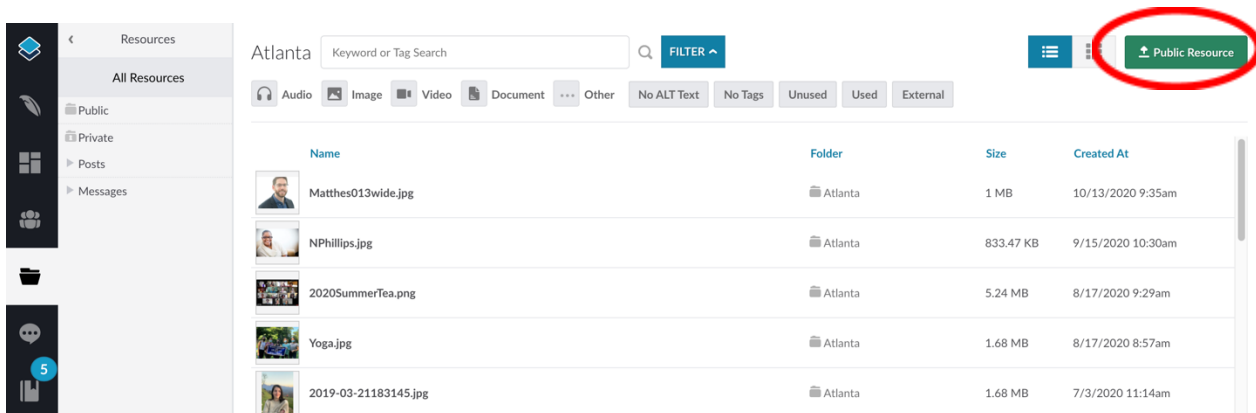 Resources
All Resources
Public
Private
Posts
Messages
5
Atlanta Keyword or Tag Search FILTER Public Resource
Audio Image Video Document Other No ALT Text No Tags Unused Used External
Name Folder Size Created At
Matthes013wide.jpg Atlanta 1 MB 10/13/2020 9:35am
NPhillips.jpg Atlanta 833.47 KB 9/15/2020 10:30am
2020SummerTea.png Atlanta 5.24 MB 8/17/2020 9:29am
Yoga.jpg Atlanta 1.68 MB 8/17/2020 8:57am
2019-03-21183145.jpg Atlanta 1.68 MB 7/3/2020 11:14am